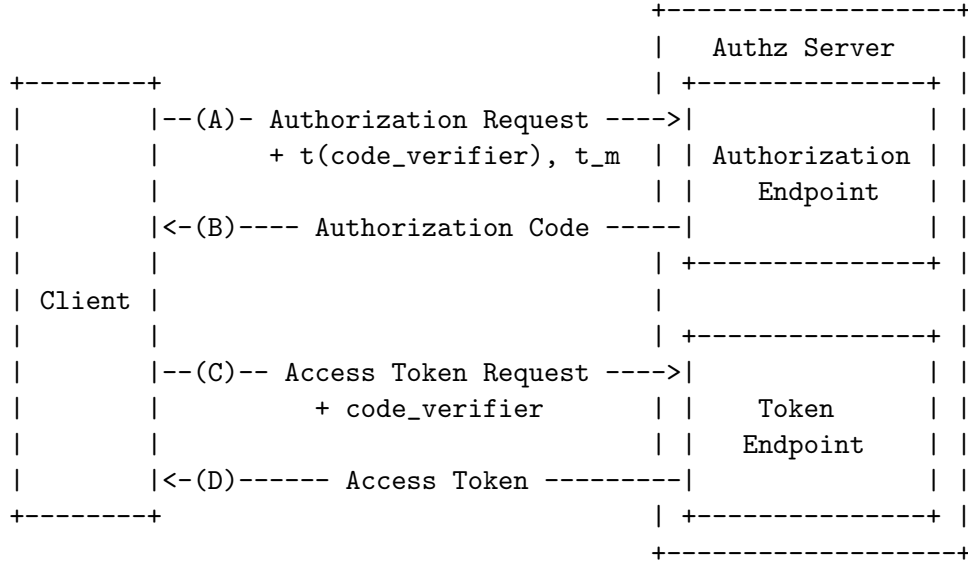 +-------------------+
                                           |   Authz Server    |
+--------+                                 | +---------------+ |
|        |--(A)- Authorization Request ---->|               | |
|        |       + t(code_verifier), t_m  | | Authorization | |
|        |                                | |    Endpoint   | |
|        |<-(B)---- Authorization Code -----|               | |
|        |                                | +---------------+ |
| Client |                                |                   |
|        |                                | +---------------+ |
|        |--(C)-- Access Token Request ---->|               | |
|        |          + code_verifier       | |    Token      | |
|        |                                | |   Endpoint    | |
|        |<-(D)------ Access Token ---------|               | |
+--------+                                | +---------------+ |
                                          +-------------------+